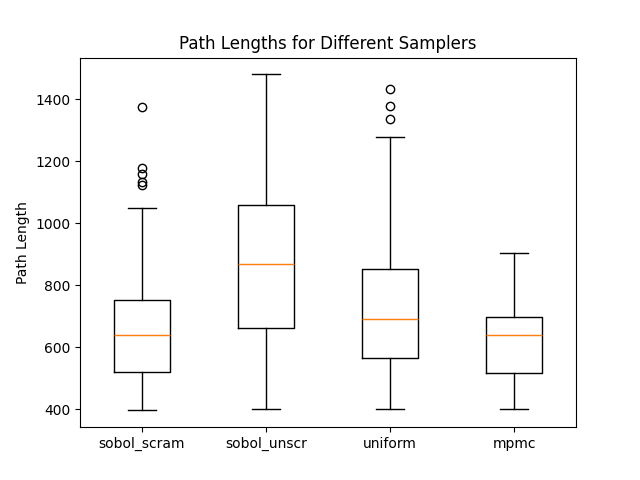 Path Lengths for Different Samplers
Path Length
1400
1200
1000
800
600
400
sobol_scram
sobol_unscr
uniform
mpmc